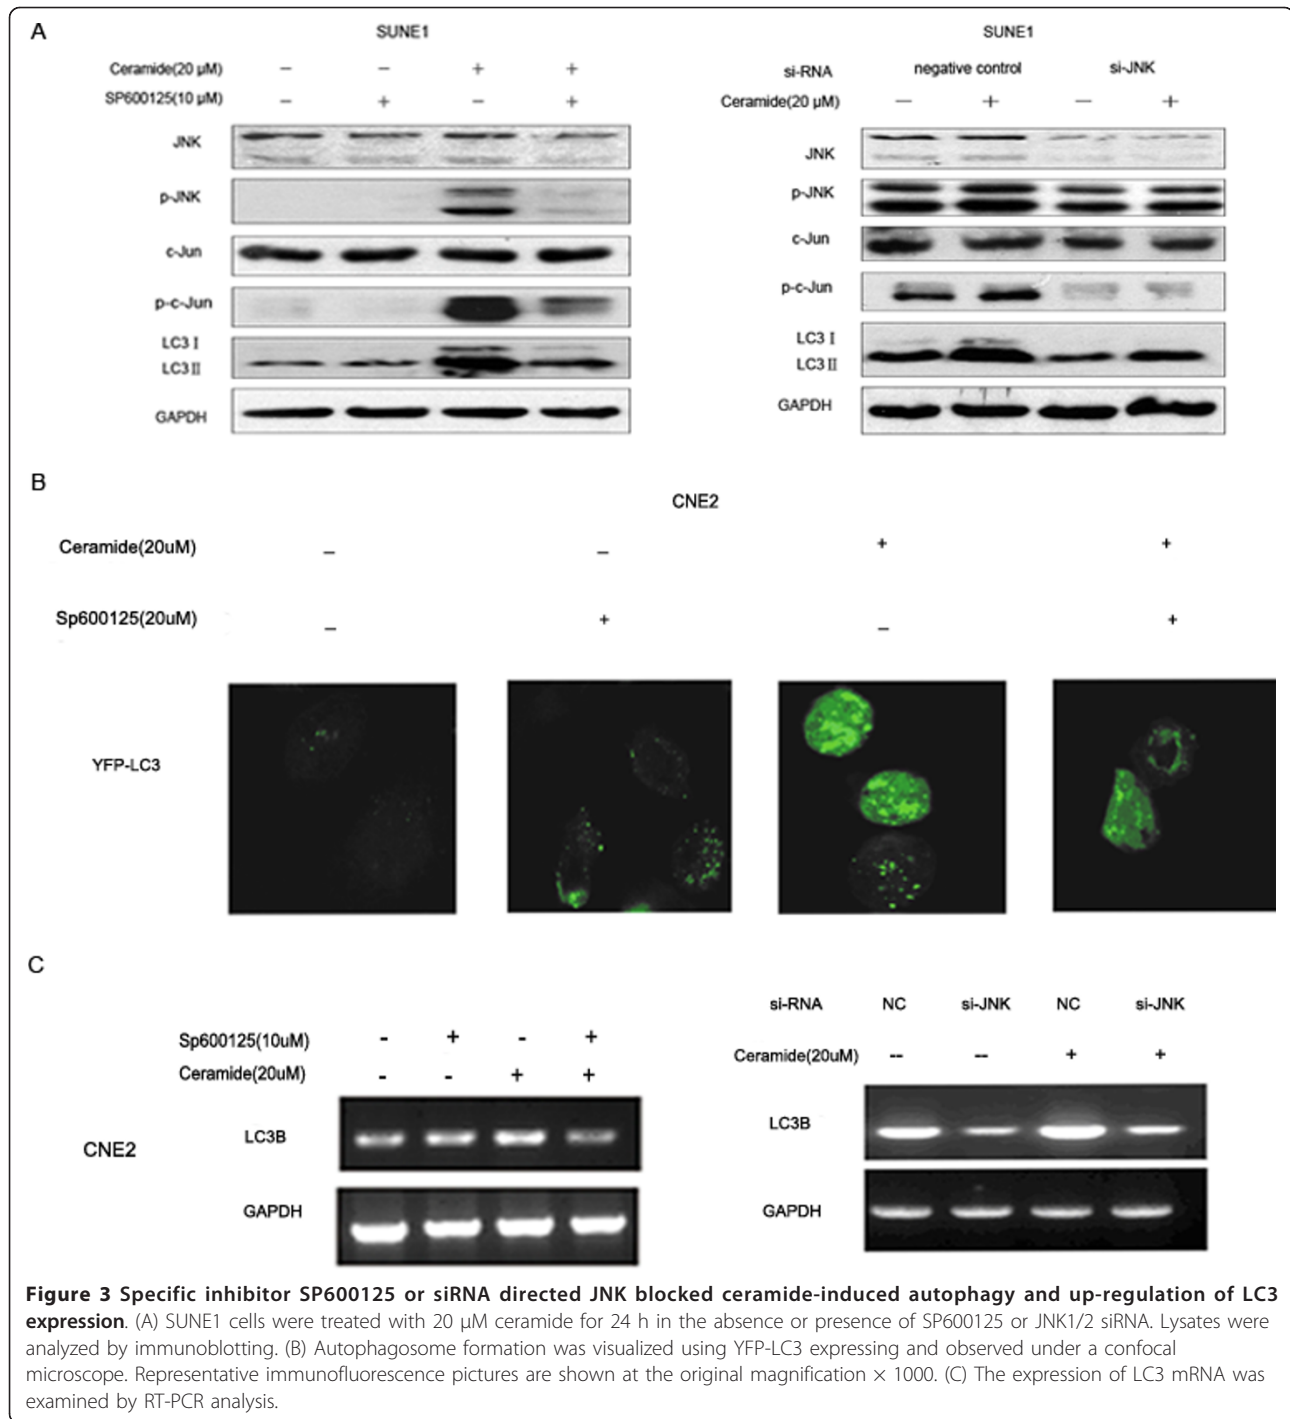 A
SUNE1
Ceramide(20 μM) – – + +
SP600125(10 μM) – + – +
JNK
p-JNK
c-Jun
p-c-Jun
LC3 I
LC3 II
GAPDH
SUNE1
si-RNA negative control si-JNK
Ceramide(20 μM) – + – +
JNK
p-JNK
c-Jun
p-c-Jun
LC3 I
LC3 II
GAPDH
B
CNE2
Ceramide(20uM) – – + +
Sp600125(20uM) – + – +
YFP-LC3
C
Sp600125(10uM) - + - +
Ceramide(20uM) - - + +
LC3B
CNE2
GAPDH
si-RNA NC si-JNK NC si-JNK
Ceramide(20uM) -- -- + +
LC3B
GAPDH
Figure 3 Specific inhibitor SP600125 or siRNA directed JNK blocked ceramide-induced autophagy and up-regulation of LC3
expression. (A) SUNE1 cells were treated with 20 μM ceramide for 24 h in the absence or presence of SP600125 or JNK1/2 siRNA. Lysates were
analyzed by immunoblotting. (B) Autophagosome formation was visualized using YFP-LC3 expressing and observed under a confocal
microscope. Representative immunofluorescence pictures are shown at the original magnification × 1000. (C) The expression of LC3 mRNA was
examined by RT-PCR analysis.